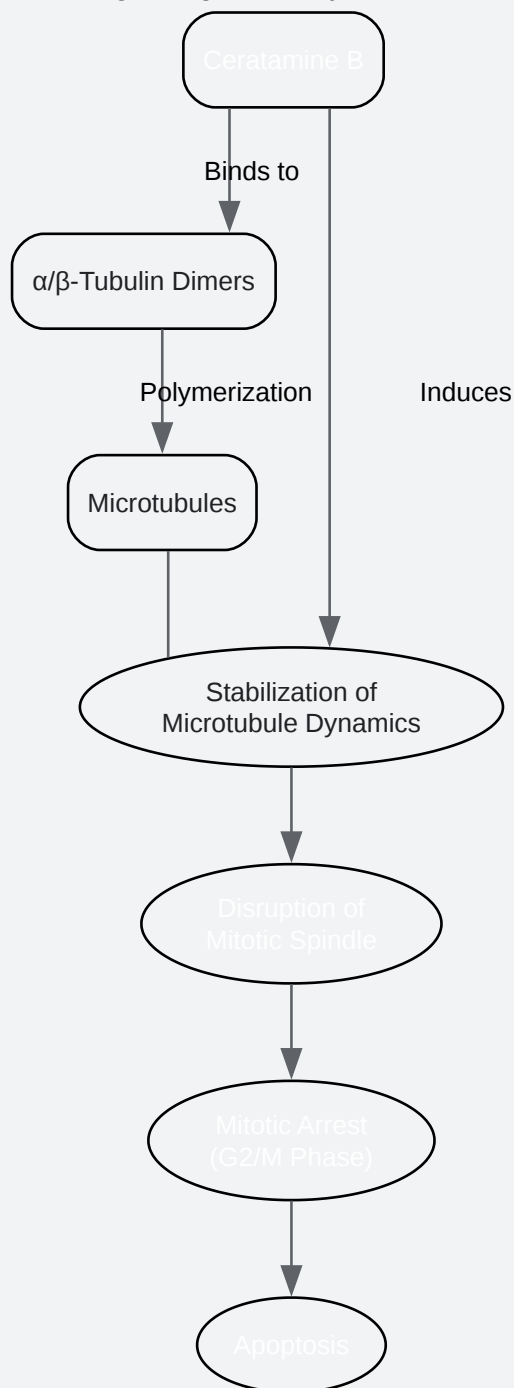 Ceratamine B
Binds to
α/β-Tubulin Dimers
Polymerization
Induces
Microtubules
Stabilization of
Microtubule Dynamics
Disruption of
Mitotic Spindle
Mitotic Arrest
(G2/M Phase)
Apoptosis